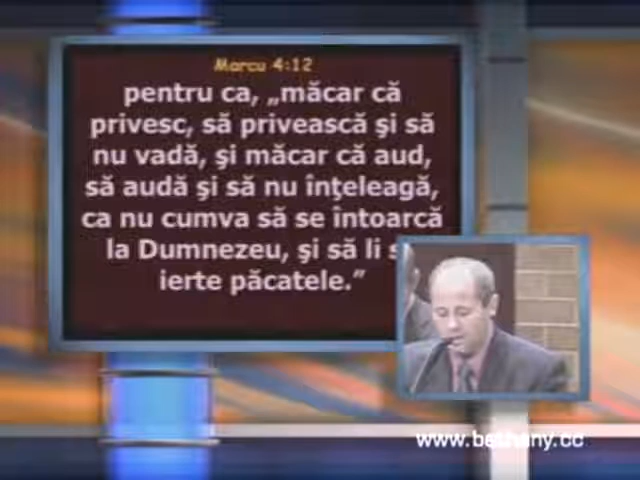 Marcu 4:12
pentru ca, „măcar că
privesc, să privească şi să
nu vadă, şi măcar că aud,
să audă şi să nu înţeleagă,
ca nu cumva să se întoarcă
la Dumnezeu, şi să li
ierte păcatele.”
www.bethany.cc